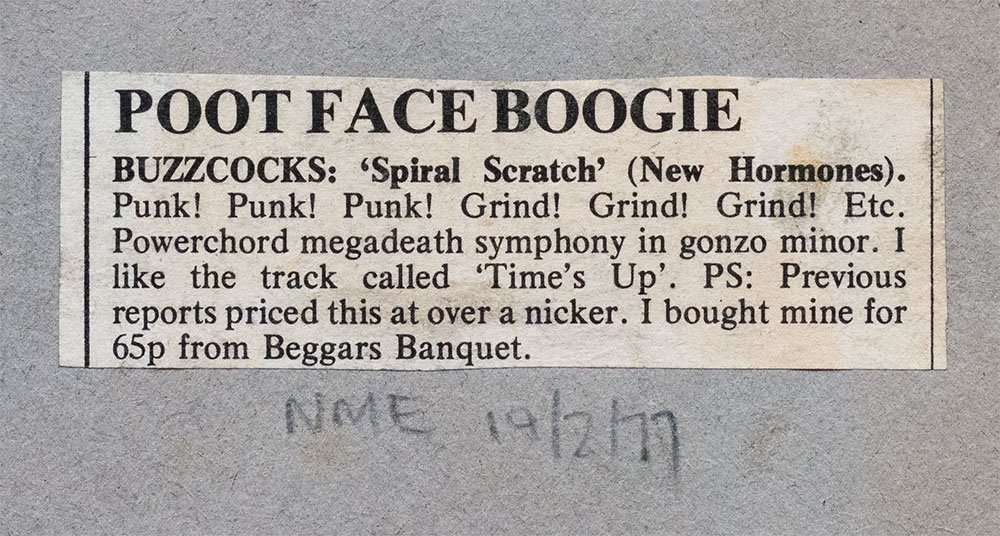 POOT FACE BOOGIE
BUZZCOCKS: ‘Spiral Scratch’ (New Hormones).
Punk! Punk! Punk! Grind! Grind! Grind! Etc.
Powerchord megadeath symphony in gonzo minor. I
like the track called ‘Time’s Up’. PS: Previous
reports priced this at over a nicker. I bought mine for
65p from Beggars Banquet.
NME 19/2/77